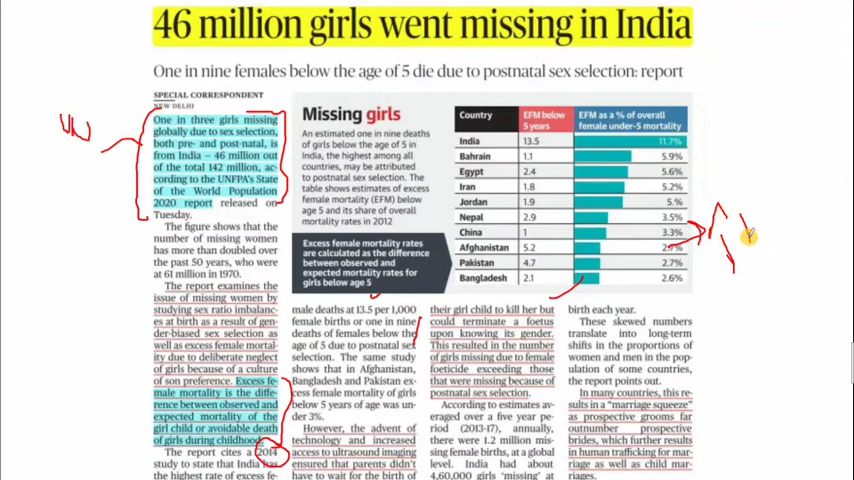 46 million girls went missing in India
One in nine females below the age of 5 die due to postnatal sex selection: report
SPECIAL CORRESPONDENT
NEW DELHI
One in three girls missing
globally due to sex selection,
both pre- and post-natal, is
from India – 46 million out
of the total 142 million, ac-
cording to the UNFPA's State
of the World Population
2020 report released on
Tuesday.
The figure shows that the
number of missing women
has more than doubled over
the past 50 years, who were
at 61 million in 1970.
The report examines the
issue of missing women by
studying sex ratio imbalanc-
es at birth as a result of gen-
der-biased sex selection as
well as excess female mortal-
ity due to deliberate neglect
of girls because of a culture
of son preference. Excess fe-
male mortality is the diffe-
rence between observed and
expected mortality of the
girl child or avoidable death
of girls during childhood.
The report cites a 2014
study to state that India has
the highest rate of excess fe-
Missing girls
An estimated one in nine deaths
of girls below the age of 5 in
India, the highest among all
countries, may be attributed
to postnatal sex selection. The
table shows estimates of excess
female mortality (EFM) below
age 5 and its share of overall
mortality rates in 2012
Excess female mortality rates
are calculated as the difference
between observed and
expected mortality rates for
girls below age 5
Country EFM below 5 years EFM as a % of overall female under-5 mortality
India 13.5 11.7%
Bahrain 1.1 5.9%
Egypt 2.4 5.6%
Iran 1.8 5.2%
Jordan 1.9 5.%
Nepal 2.9 3.5%
China 1 3.3%
Afghanistan 5.2 2.7%
Pakistan 4.7 2.7%
Bangladesh 2.1 2.6%
male deaths at 13.5 per 1,000
female births or one in nine
deaths of females below the
age of 5 due to postnatal sex
selection. The same study
shows that in Afghanistan,
Bangladesh and Pakistan ex-
cess female mortality of girls
below 5 years of age was un-
der 3%.
However, the advent of
technology and increased
access to ultrasound imaging
ensured that parents didn't
have to wait for the birth of
their girl child to kill her but
could terminate a foetus
upon knowing its gender.
This resulted in the number
of girls missing due to female
foeticide exceeding those
that were missing because of
postnatal sex selection.
According to estimates av-
eraged over a five year pe-
riod (2013-17), annually,
there were 1.2 million mis-
sing female births, at a global
level. India had about
4,60,000 girls 'missing' at
birth each year.
These skewed numbers
translate into long-term
shifts in the proportions of
women and men in the pop-
ulation of some countries,
the report points out.
In many countries, this re-
sults in a "marriage squeeze"
as prospective grooms far
outnumber prospective
brides, which further results
in human trafficking for mar-
riage as well as child mar-
riages.